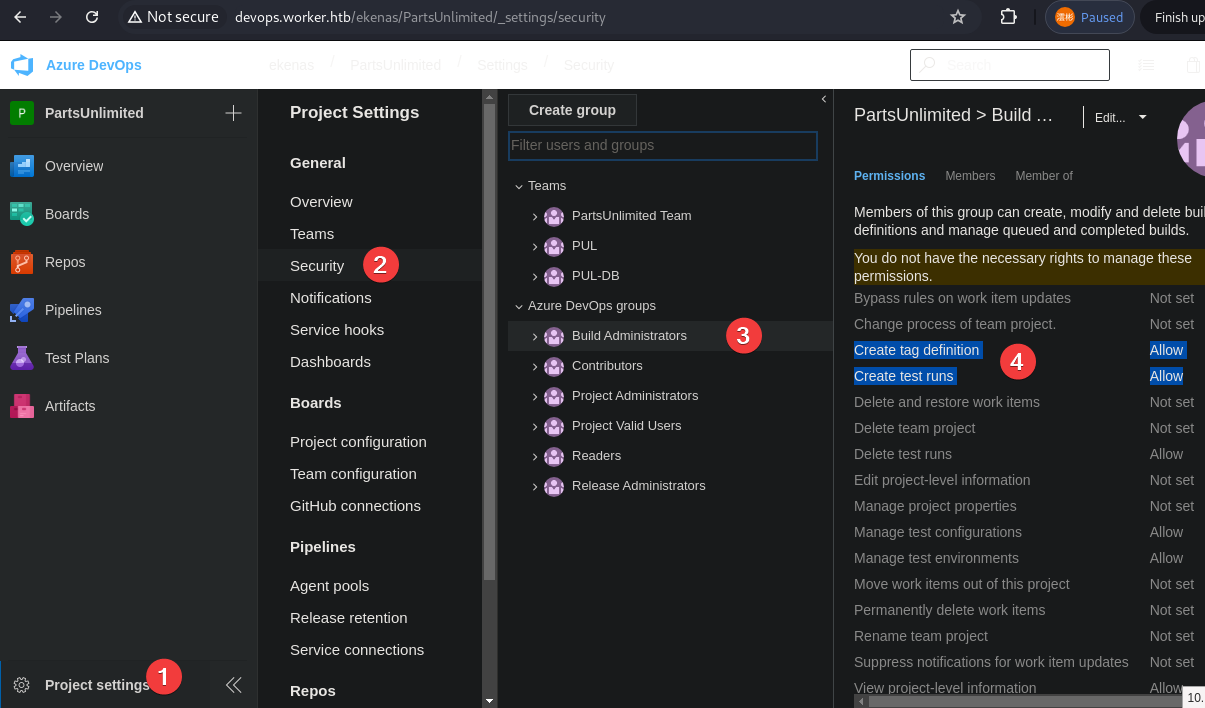 Not secure devops.worker.htb/ekenas/PartsUnlimited/_settings/security Paused Finish up
Azure DevOps ekenas / PartsUnlimited / Settings / Security Search
P PartsUnlimited
Overview
Boards
Repos
Pipelines
Test Plans
Artifacts
Project settings 1
Project Settings
General
Overview
Teams
Security 2
Notifications
Service hooks
Dashboards
Boards
Project configuration
Team configuration
GitHub connections
Pipelines
Agent pools
Release retention
Service connections
Repos
Create group
Filter users and groups
Teams
PartsUnlimited Team
PUL
PUL-DB
Azure DevOps groups
Build Administrators 3
Contributors
Project Administrators
Project Valid Users
Readers
Release Administrators
PartsUnlimited > Build ... Edit...
Permissions Members Member of
Members of this group can create, modify and delete buil
definitions and manage queued and completed builds.
You do not have the necessary rights to manage these
permissions.
Bypass rules on work item updates Not set
Change process of team project. Not set
Create tag definition Allow
4
Create test runs Allow
Delete and restore work items Not set
Delete team project Not set
Delete test runs Allow
Edit project-level information Not set
Manage project properties Not set
Manage test configurations Allow
Manage test environments Allow
Move work items out of this project Not set
Permanently delete work items Not set
Rename team project Not set
Suppress notifications for work item updates Not set
View project-level information Allow
10.